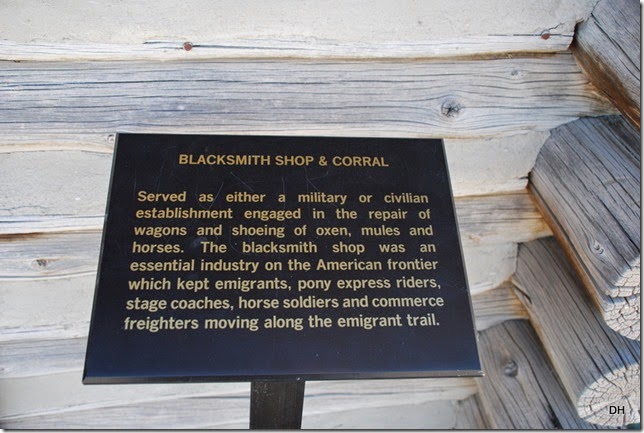 BLACKSMITH SHOP & CORRAL
Served as either a military or civilian
establishment engaged in the repair of
wagons and shoeing of oxen, mules and
horses. The blacksmith shop was an
essential industry on the American frontier
which kept emigrants, pony express riders,
stage coaches, horse soldiers and commerce
freighters moving along the emigrant trail.
DH